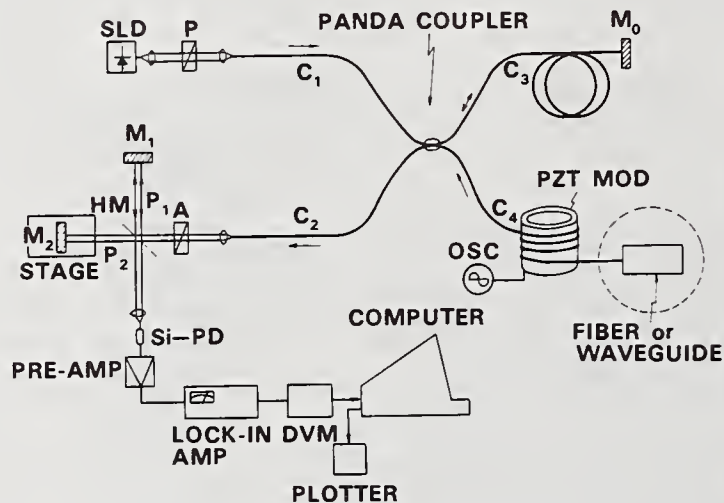 SLD
P
PANDA COUPLER
M0
C1
C3
M1
HM
P1
A
C2
C4
PZT MOD
M2
P2
STAGE
OSC
Si-PD
COMPUTER
FIBER or
WAVEGUIDE
PRE-AMP
LOCK-IN
AMP
DVM
PLOTTER